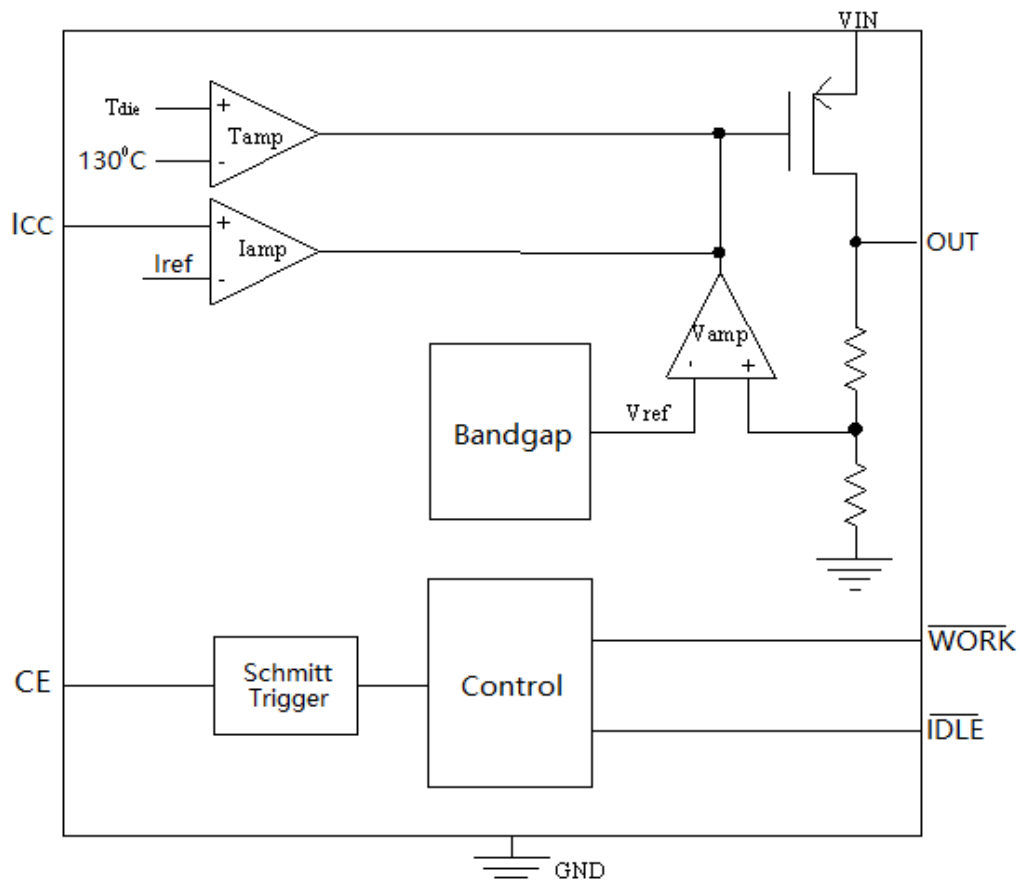 VIN
Tdie
+
Tamp
130⁰C
-
ICC
+
Iamp
Iref
-
OUT
Vamp
- +
Vref
Bandgap
WORK
CE
Schmitt
Trigger
Control
IDLE
GND